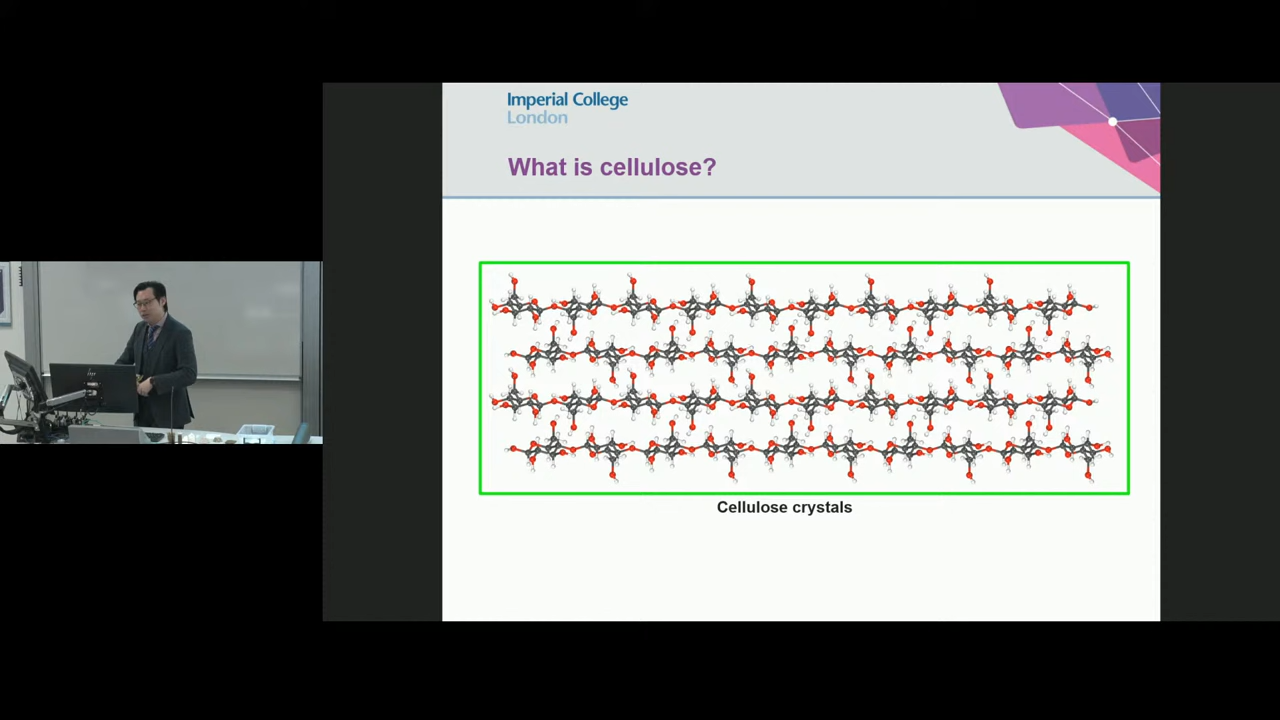 Imperial College
London
What is cellulose?
Cellulose crystals